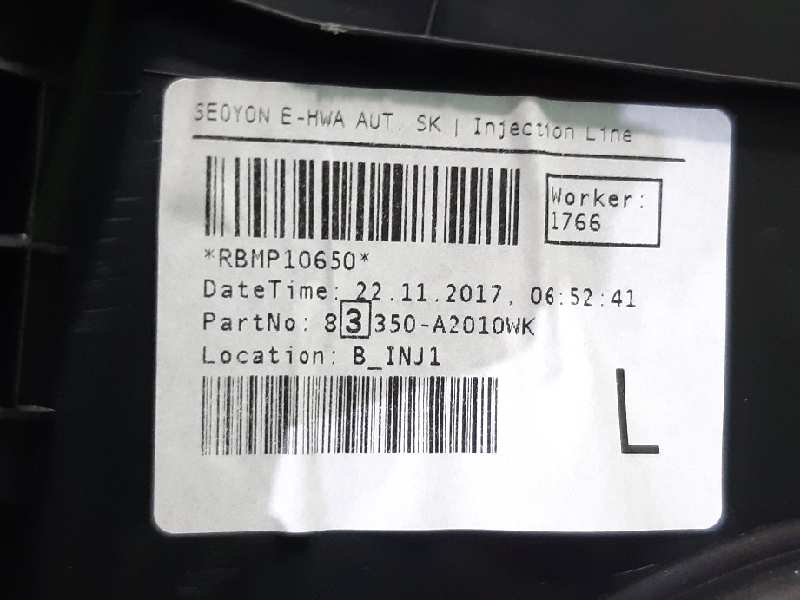 SEOYON E-HWA AUT. SK | Injection Line
Worker:
1766
*RBMP10650*
DateTime: 22.11.2017, 06:52:41
PartNo: 83350-A2010WK
Location: B_INJ1
L